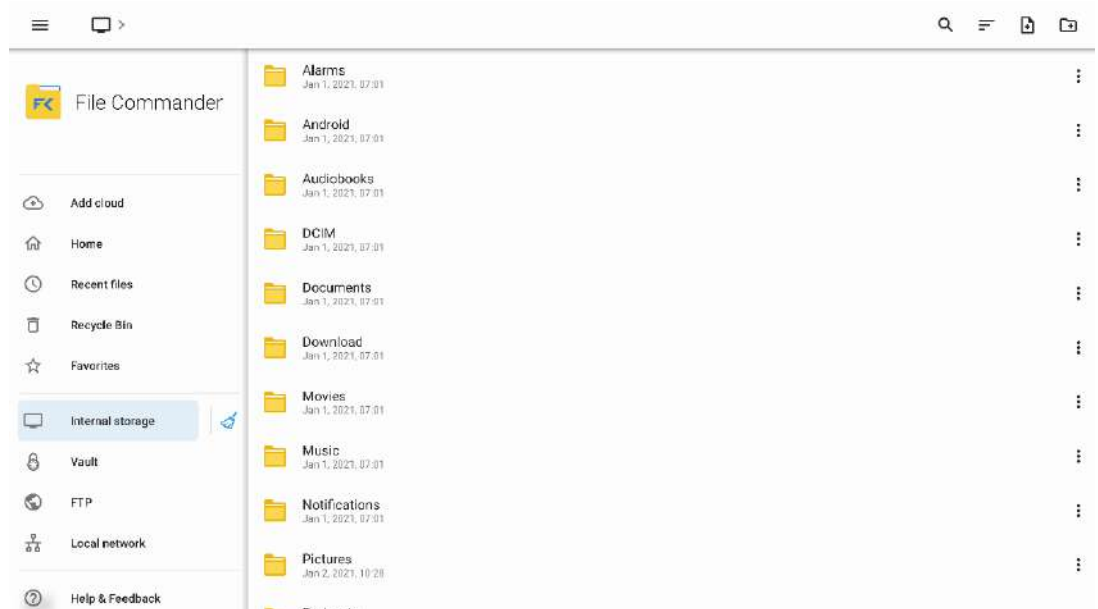 >
FC File Commander
Add cloud
Home
Recent files
Recycle Bin
Favorites
Internal storage
Vault
FTP
Local network
Help & Feedback
Alarms
Jan 1, 2021, 07:01
Android
Jan 1, 2021, 07:01
Audiobooks
Jan 1, 2021, 07:01
DCIM
Jan 1, 2021, 07:01
Documents
Jan 1, 2021, 07:01
Download
Jan 1, 2021, 07:01
Movies
Jan 1, 2021, 07:01
Music
Jan 1, 2021, 07:01
Notifications
Jan 1, 2021, 07:01
Pictures
Jan 2, 2021, 10:28